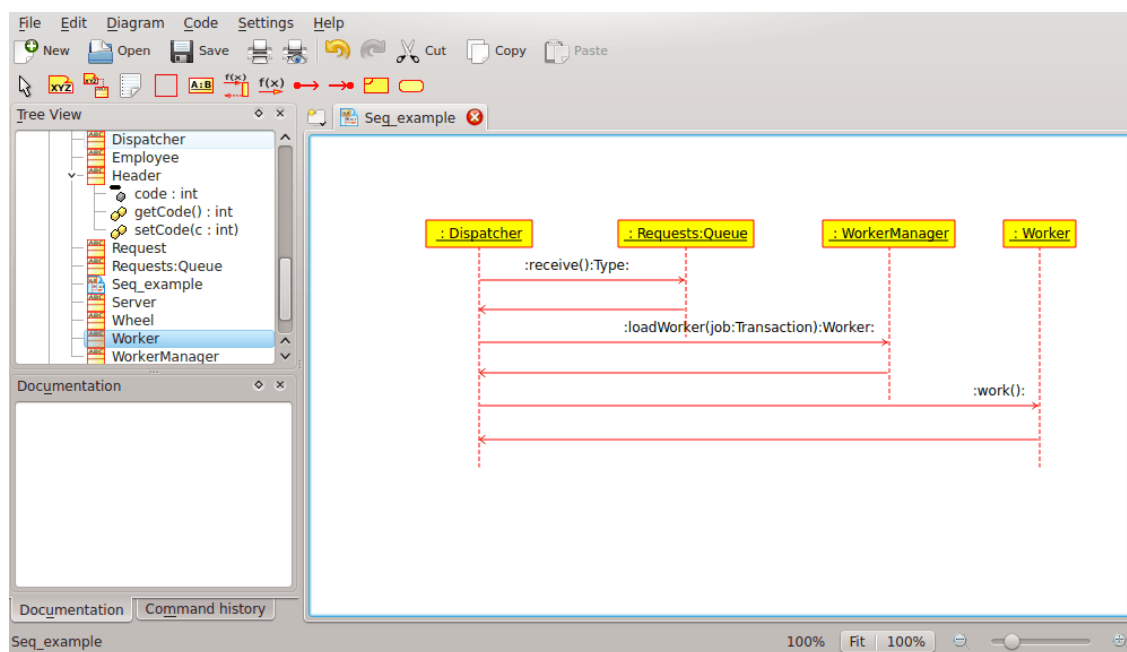 File Edit Diagram Code Settings Help
New Open Save Cut Copy Paste
XYZ A:B f(x) f(x)
Tree View
Seq_example
Dispatcher
Employee
Header
code : int
getCode() : int
setCode(c : int)
Request
Requests:Queue
Seq_example
Server
Wheel
Worker
WorkerManager
: Dispatcher : Requests:Queue : WorkerManager : Worker
:receive():Type:
:loadWorker(job:Transaction):Worker:
:work():
Documentation
Documentation Command history
Seq_example 100% Fit 100%